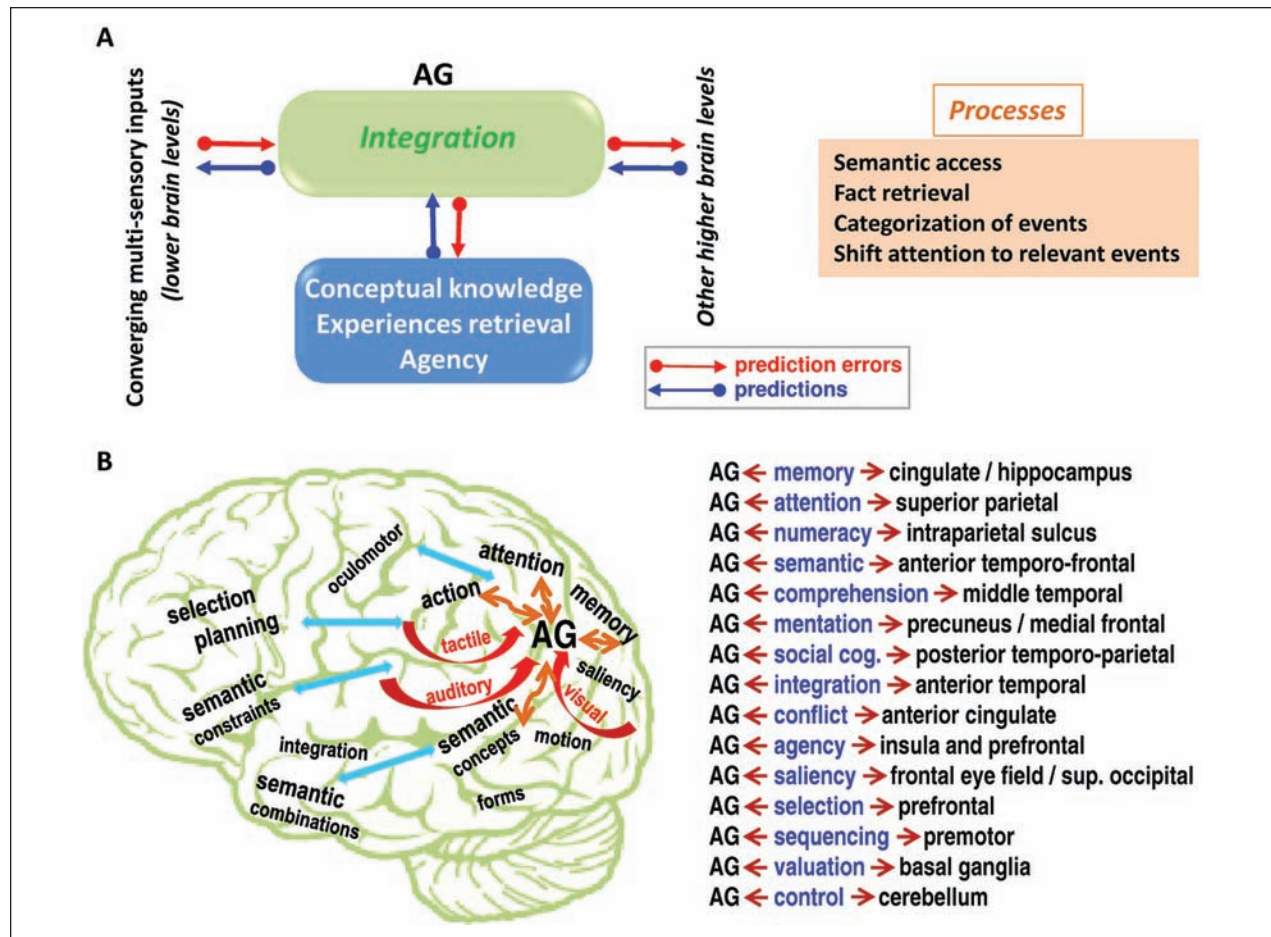 A
AG
Integration
Converging multi-sensory inputs
(lower brain levels)
Other higher brain levels
Conceptual knowledge
Experiences retrieval
Agency
Processes
Semantic access
Fact retrieval
Categorization of events
Shift attention to relevant events
prediction errors
predictions
B
oculomotor
attention
action
memory
selection
planning
AG
tactile
saliency
auditory
visual
semantic
constraints
semantic
concepts
motion
integration
semantic
combinations
forms
AG memory cingulate / hippocampus
AG attention superior parietal
AG numeracy intraparietal sulcus
AG semantic anterior temporo-frontal
AG comprehension middle temporal
AG mentation precuneus / medial frontal
AG social cog. posterior temporo-parietal
AG integration anterior temporal
AG conflict anterior cingulate
AG agency insula and prefrontal
AG saliency frontal eye field / sup. occipital
AG selection prefrontal
AG sequencing premotor
AG valuation basal ganglia
AG control cerebellum